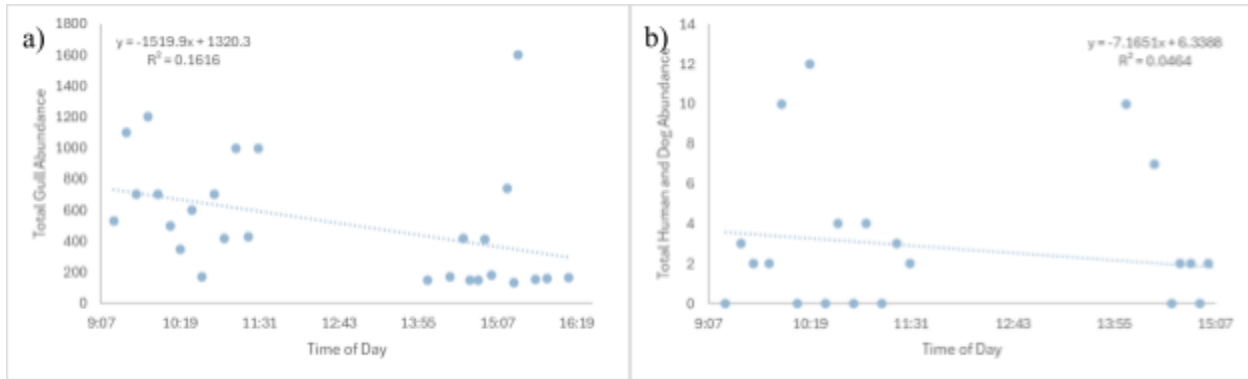 a)
y = -1519.9x + 1320.3
R² = 0.1616
Total Gull Abundance
1800
1600
1400
1200
1000
800
600
400
200
0
9:07 10:19 11:31 12:43 13:55 15:07 16:19
Time of Day
b)
y = -7.1651x + 6.3388
R² = 0.0464
Total Human and Dog Abundance
14
12
10
8
6
4
2
0
9:07 10:19 11:31 12:43 13:55 15:07
Time of Day